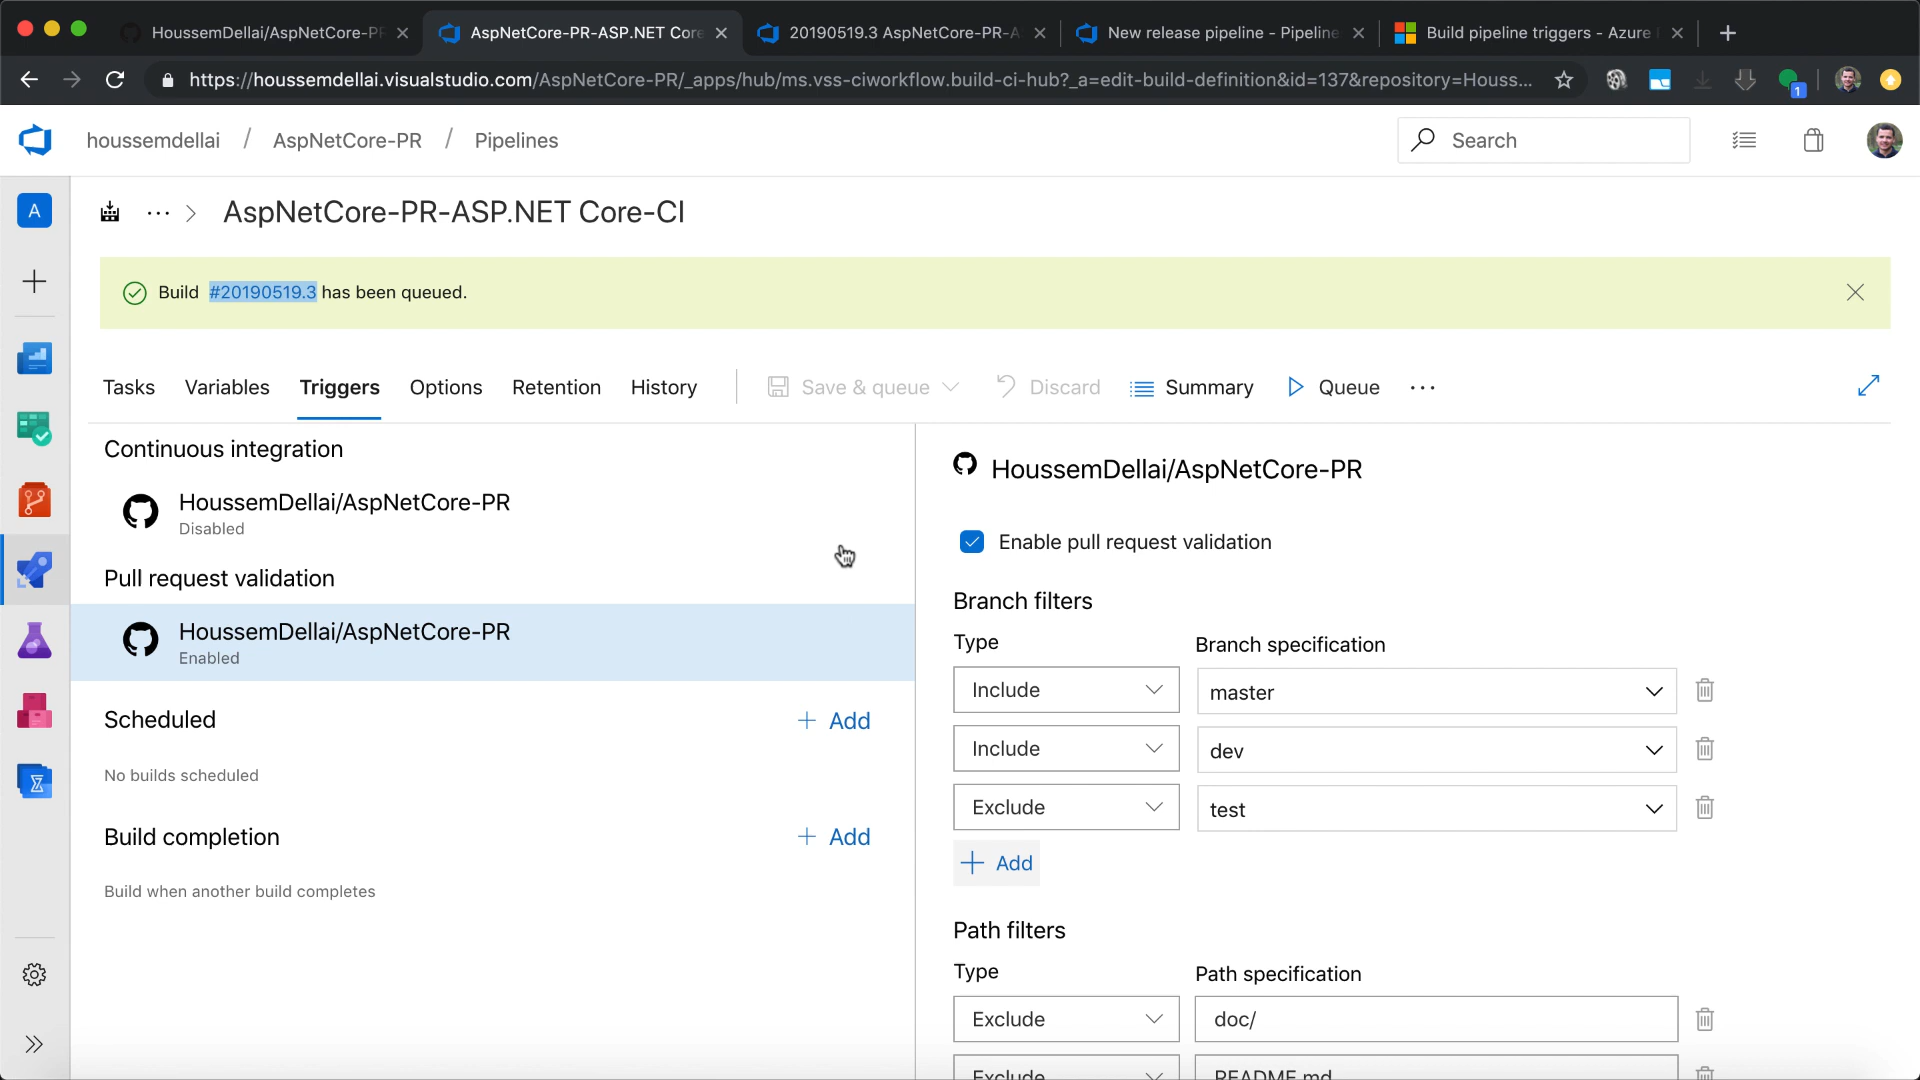 HoussemDellai/AspNetCore-PR
AspNetCore-PR-ASP.NET Core
20190519.3 AspNetCore-PR-A
New release pipeline - Pipeline
Build pipeline triggers - Azure
https://houssemdellai.visualstudio.com/AspNetCore-PR/_apps/hub/ms.vss-ciworkflow.build-ci-hub?_a=edit-build-definition&id=137&repository=Houss...
1
houssemdellai / AspNetCore-PR / Pipelines
Search
A
... > AspNetCore-PR-ASP.NET Core-CI
Build #20190519.3 has been queued.
Tasks Variables Triggers Options Retention History Save & queue Discard Summary Queue ...
Continuous integration
HoussemDellai/AspNetCore-PR
Disabled
Pull request validation
HoussemDellai/AspNetCore-PR
Enabled
Scheduled
+ Add
No builds scheduled
Build completion
+ Add
Build when another build completes
HoussemDellai/AspNetCore-PR
Enable pull request validation
Branch filters
Type Branch specification
Include master
Include dev
Exclude test
+ Add
Path filters
Type Path specification
Exclude doc/
Exclude README.md